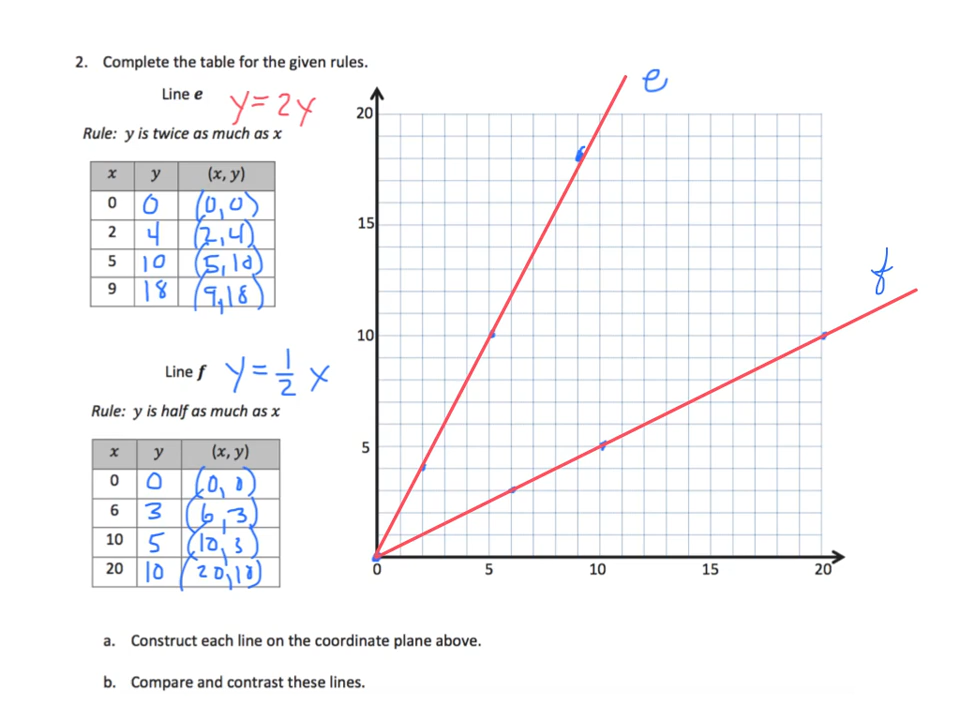 2. Complete the table for the given rules.
Line e y=2x
Rule: y is twice as much as x
x y (x, y)
0 0 (0,0)
2 4 (2,4)
5 10 (5,10)
9 18 (9,18)
Line f y=1/2 x
Rule: y is half as much as x
x y (x, y)
0 0 (0,0)
6 3 (6,3)
10 5 (10,3)
20 10 (20,10)
e
f
20
15
10
5
0 5 10 15 20
a. Construct each line on the coordinate plane above.
b. Compare and contrast these lines.